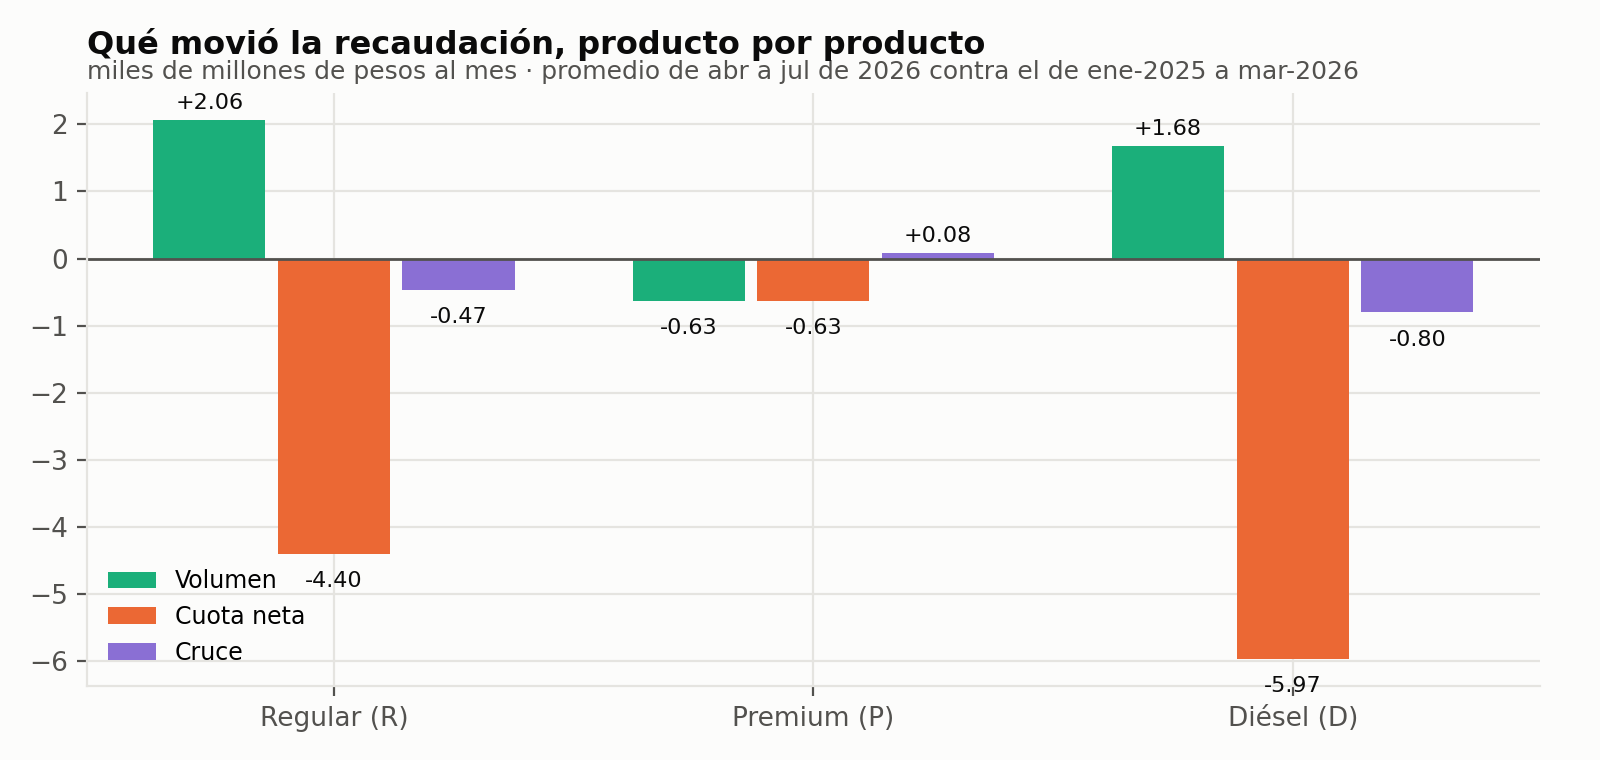 Qué movió la recaudación, producto por producto
miles de millones de pesos al mes · promedio de abr a jul de 2026 contra el de ene-2025 a mar-2026
+2.06
+1.68
+0.08
-0.47
-0.63
-0.63
-0.80
-4.40
-5.97
2
1
0
−1
−2
−3
−4
−5
−6
Volumen
Cuota neta
Cruce
Regular (R)
Premium (P)
Diésel (D)